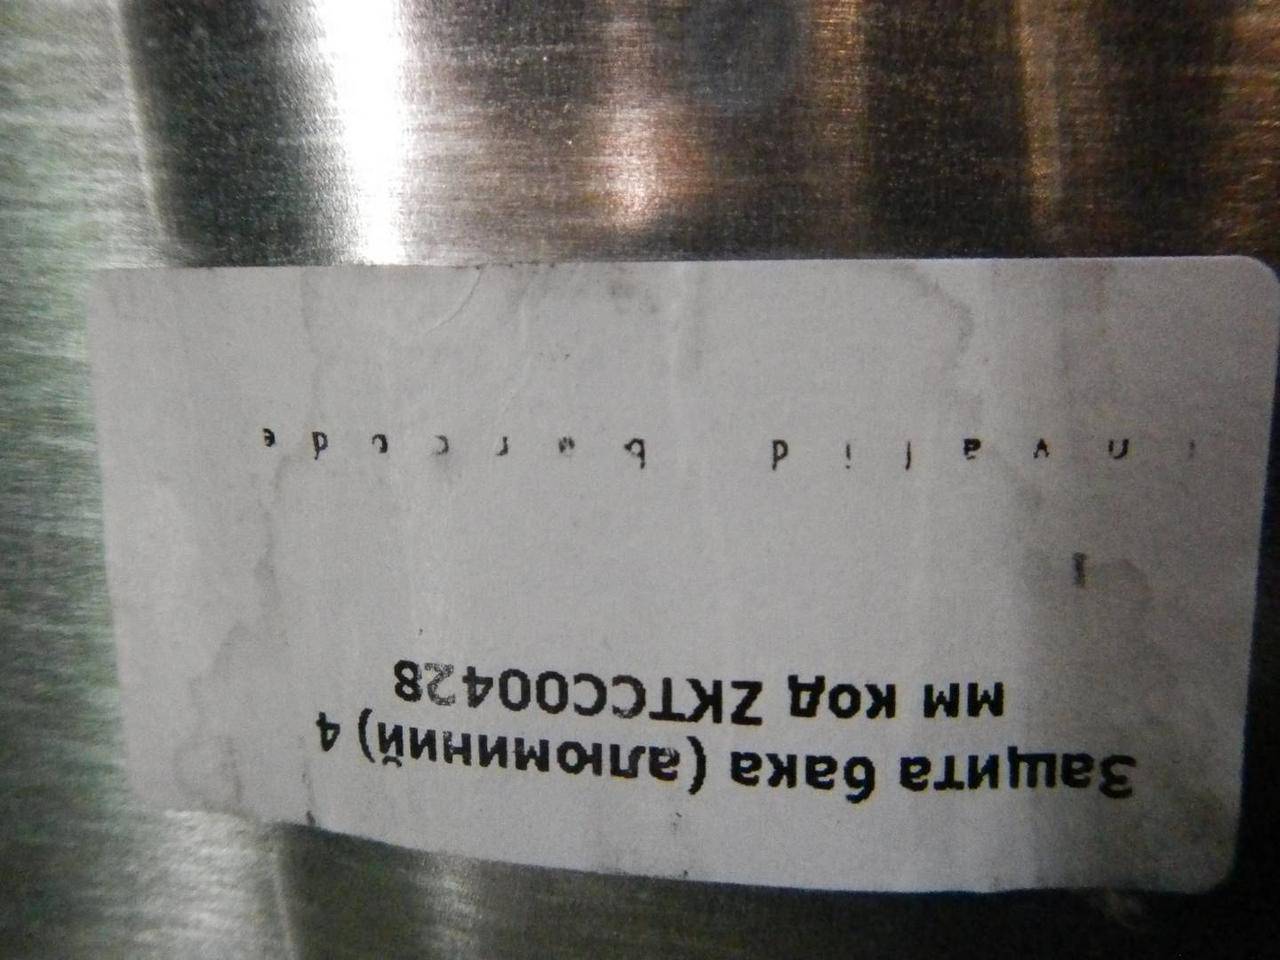 Защита бака (алюминий) 4
мм код ZKTCC00428
invalid barcode